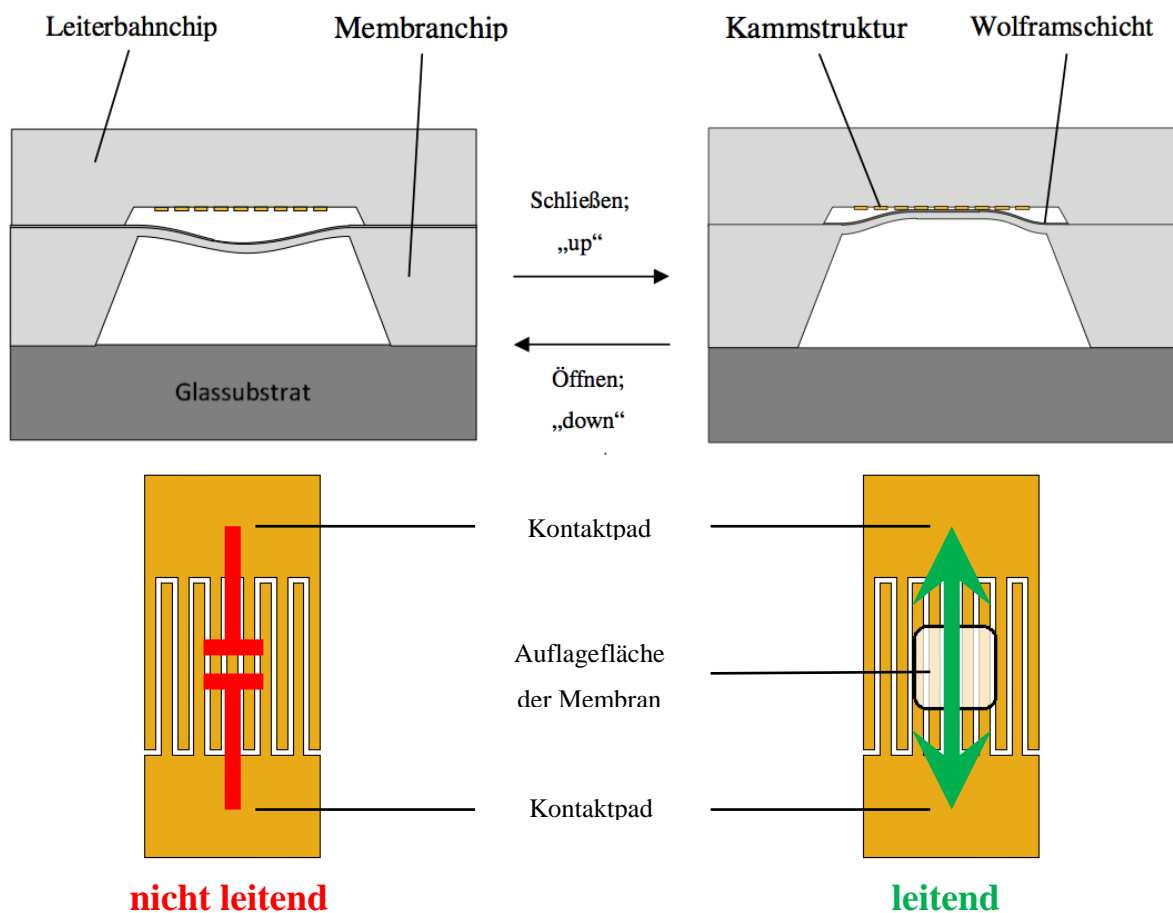 Leiterbahnchip
Membranchip
Kammstruktur
Wolframschicht
Schließen;
„up“
Öffnen;
„down“
Glassubstrat
Kontaktpad
Auflagefläche
der Membran
Kontaktpad
nicht leitend
leitend